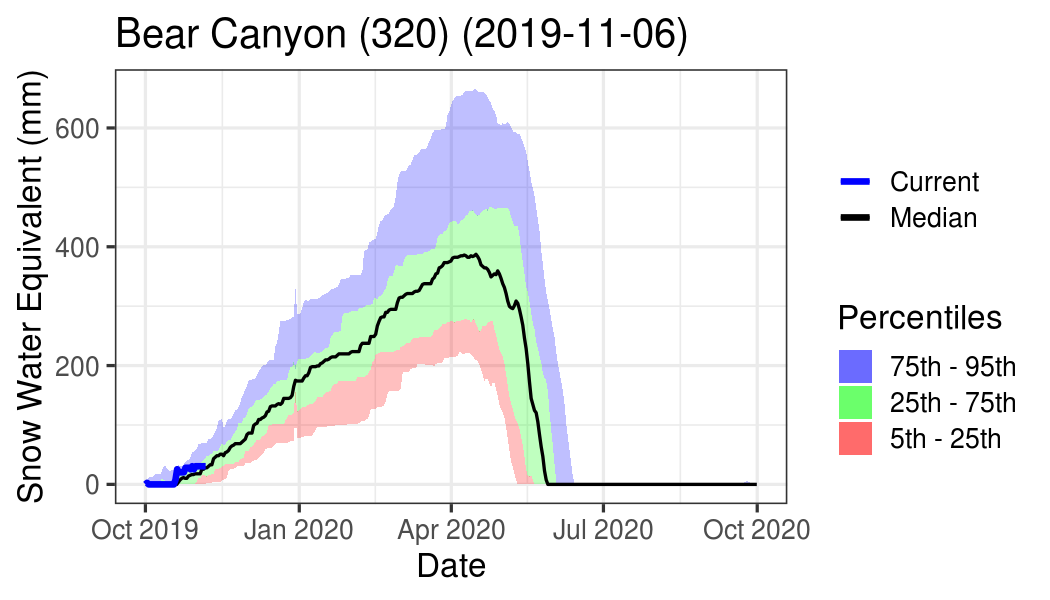 Bear Canyon (320) (2019-11-06)
Snow Water Equivalent (mm)
600
400
200
0
Oct 2019
Jan 2020
Apr 2020
Jul 2020
Oct 2020
Date
Current
Median
Percentiles
75th - 95th
25th - 75th
5th - 25th